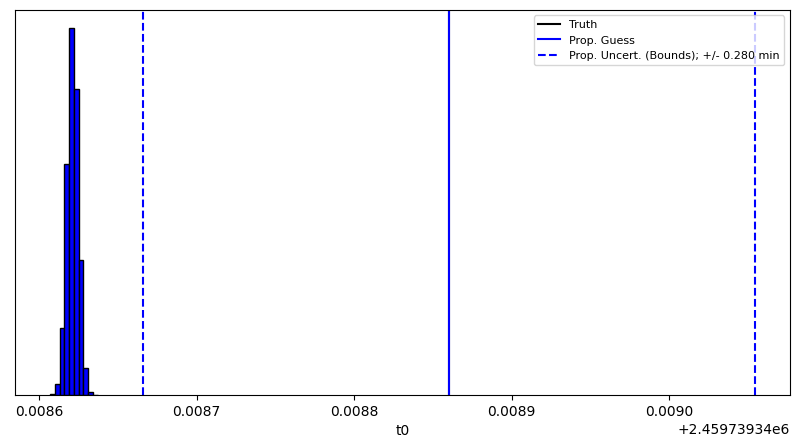 Truth
Prop. Guess
Prop. Uncert. (Bounds); +/- 0.280 min
0.0086 0.0087 0.0088 0.0089 0.0090
t0
+2.45973934e6